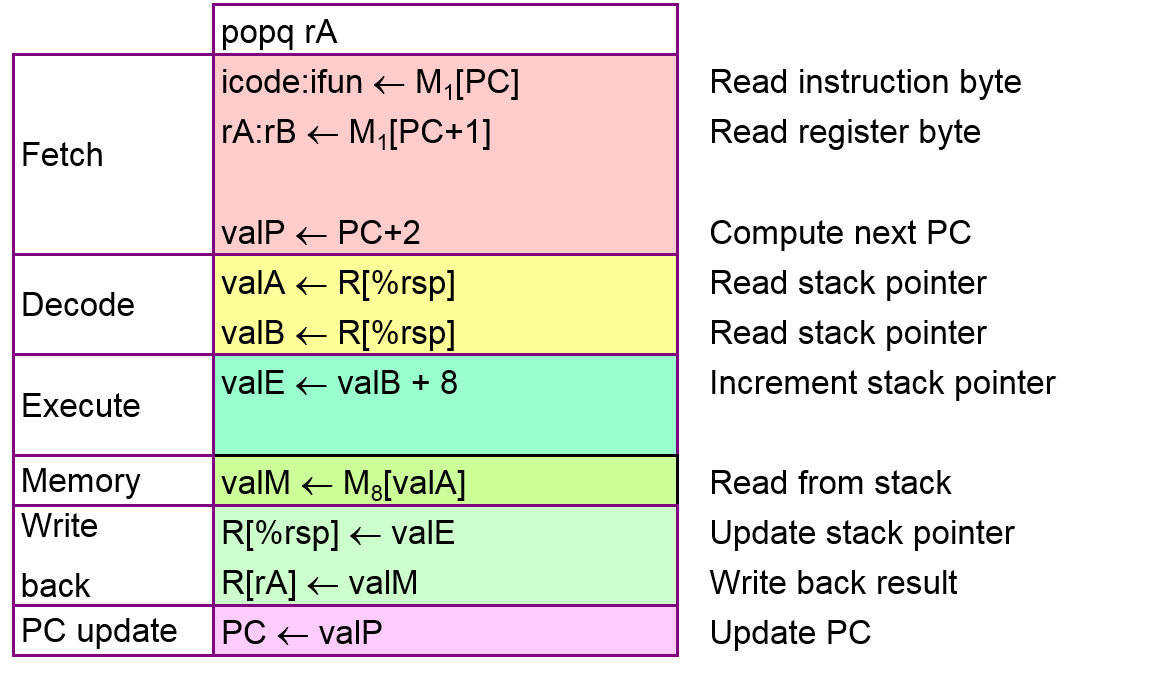 popq rA
Fetch
icode:ifun ← M1[PC] Read instruction byte
rA:rB ← M1[PC+1] Read register byte
valP ← PC+2 Compute next PC
Decode
valA ← R[%rsp] Read stack pointer
valB ← R[%rsp] Read stack pointer
Execute
valE ← valB + 8 Increment stack pointer
Memory
valM ← M8[valA] Read from stack
Write
back
R[%rsp] ← valE Update stack pointer
R[rA] ← valM Write back result
PC update
PC ← valP Update PC